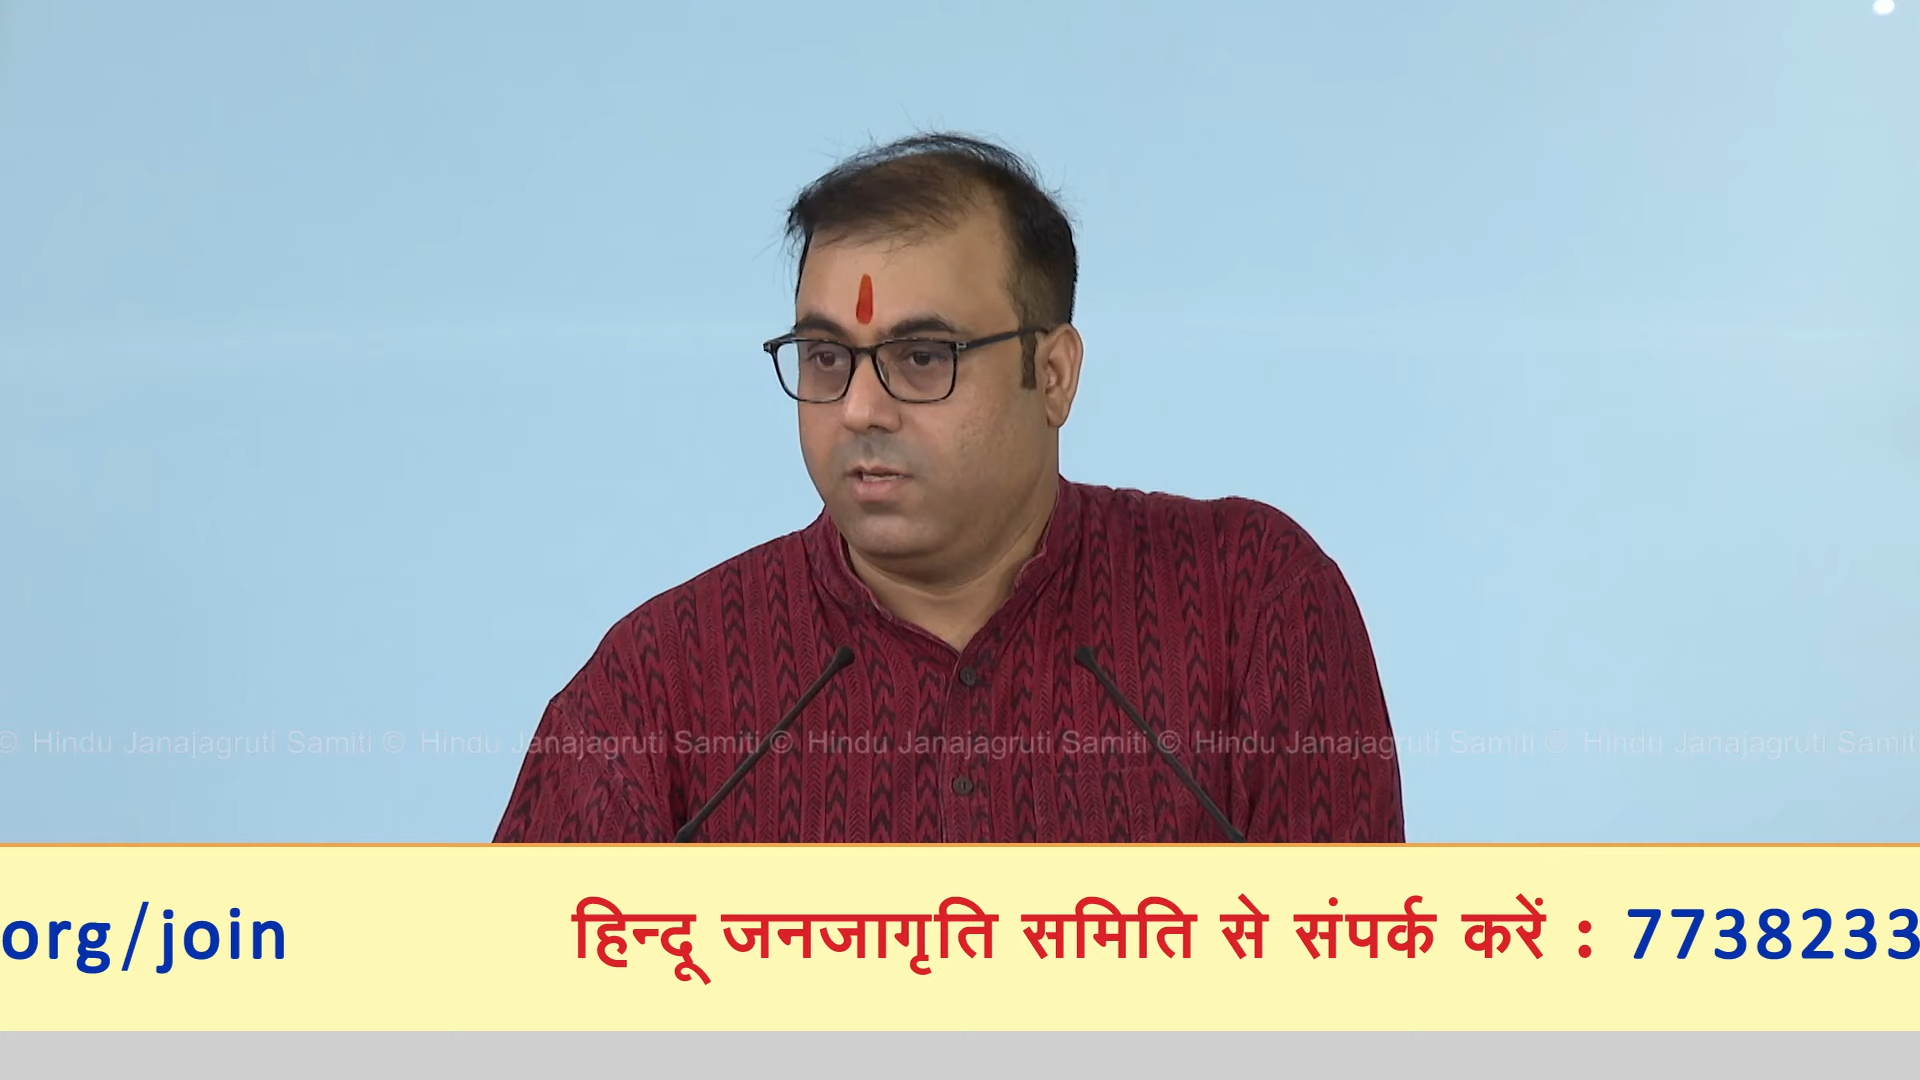 © Hindu Janajagruti Samiti © Hindu Janajagruti Samiti © Hindu Janajagruti Samiti © Hindu Janajagruti Samiti © Hindu Janajagruti Samiti
org/join हिन्दू जनजागृति समिति से संपर्क करें : 7738233